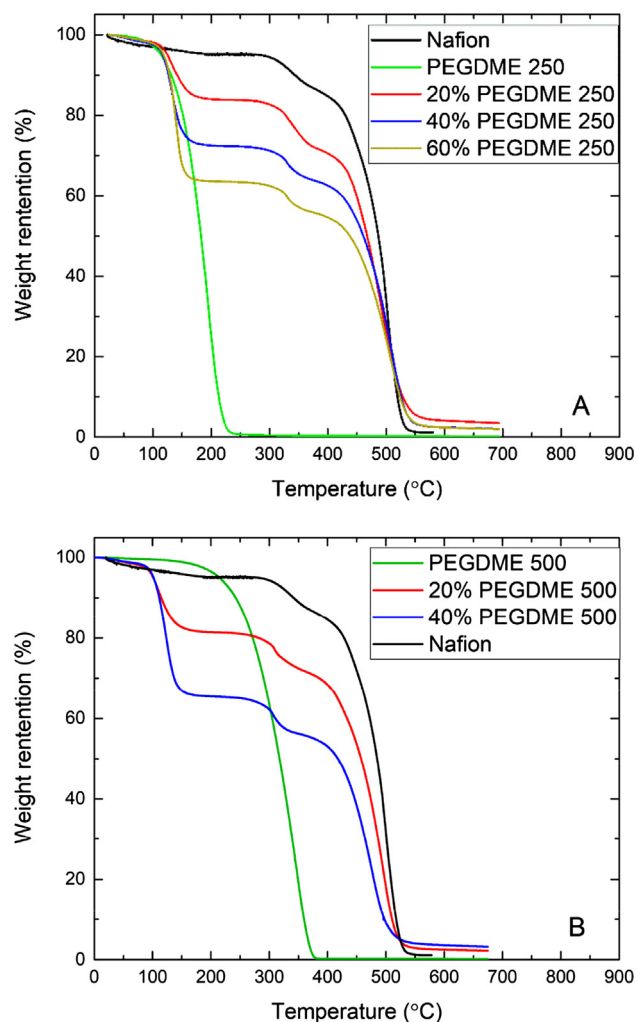 100
80
60
40
20
0
Weight rentention (%)
Nafion
PEGDME 250
20% PEGDME 250
40% PEGDME 250
60% PEGDME 250
A
0 100 200 300 400 500 600 700 800 900
Temperature (°C)
100
80
60
40
20
0
Weight rentention (%)
PEGDME 500
20% PEGDME 500
40% PEGDME 500
Nafion
B
0 100 200 300 400 500 600 700 800 900
Temperature (°C)